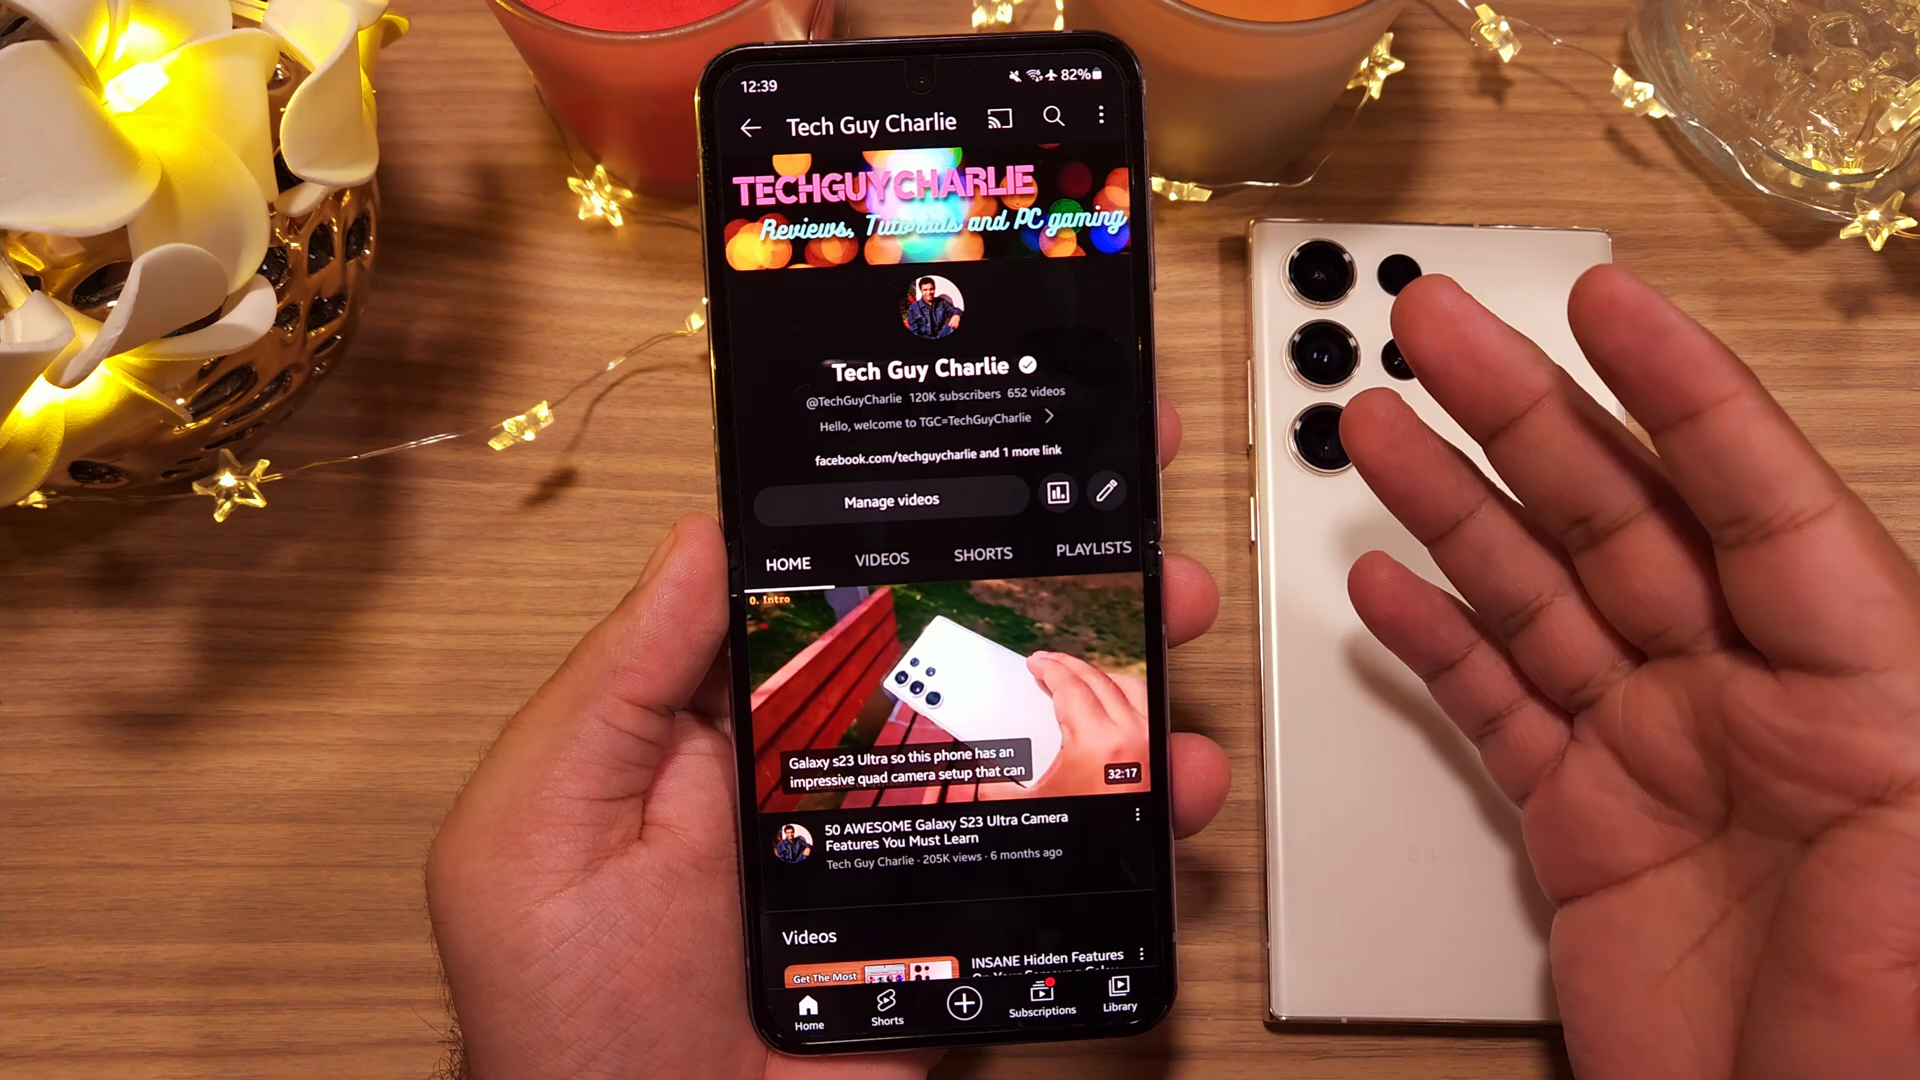 12:39
82%
Tech Guy Charlie
TECHGUYCHARLIE
Reviews, Tutorials and PC gaming
Tech Guy Charlie
@TechGuyCharlie 120K subscribers 652 videos
Hello, welcome to TGC=TechGuyCharlie
facebook.com/techguycharlie and 1 more link
Manage videos
HOME VIDEOS SHORTS PLAYLISTS
0. Intro
Galaxy s23 Ultra so this phone has an
impressive quad camera setup that can
32:17
50 AWESOME Galaxy S23 Ultra Camera
Features You Must Learn
Tech Guy Charlie · 205K views · 6 months ago
Videos
Get The Most
INSANE Hidden Features
Home
Shorts
Subscriptions
Library